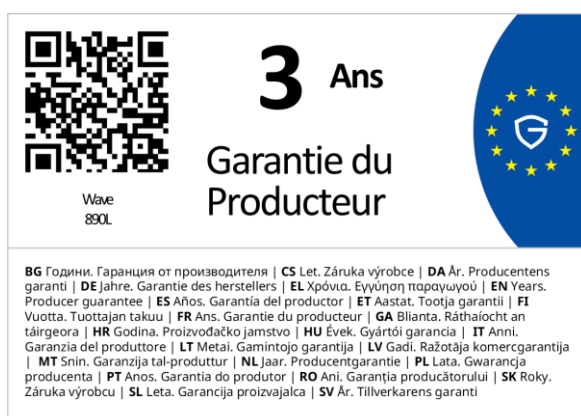 3 Ans
Garantie du
Producteur
Wave
890L
BG Години. Гаранция от производителя | CS Let. Záruka výrobce | DA År. Producentens
garanti | DE Jahre. Garantie des herstellers | EL Χρόνια. Εγγύηση παραγωγού | EN Years.
Producer guarantee | ES Años. Garantía del productor | ET Aastat. Tootja garantii | FI
Vuotta. Tuottajan takuu | FR Ans. Garantie du producteur | GA Blianta. Ráthaíocht an
táirgeora | HR Godina. Proizvođačko jamstvo | HU Évek. Gyártói garancia | IT Anni.
Garanzia del produttore | LT Metai. Gamintojo garantija | LV Gadi. Ražotāja komercgarantija
| MT Snin. Garanzija tal-produttur | NL Jaar. Producentgarantie | PL Lata. Gwarancja
producenta | PT Anos. Garantia do produtor | RO Ani. Garanția producătorului | SK Roky.
Záruka výrobcu | SL Leta. Garancija proizvajalca | SV År. Tillverkarens garanti